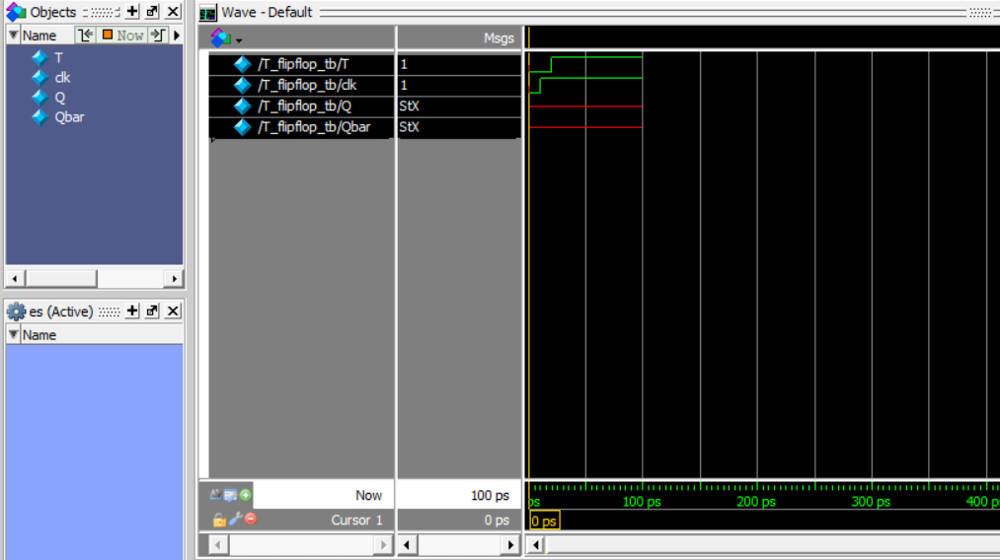 Objects
Name
Now
T
clk
Q
Qbar
es (Active)
Name
Wave - Default
Msgs
/T_flipflop_tb/T 1
/T_flipflop_tb/clk 1
/T_flipflop_tb/Q StX
/T_flipflop_tb/Qbar StX
Now 100 ps
Cursor 1 0 ps
ps 100 ps 200 ps 300 ps 400 p
0 ps